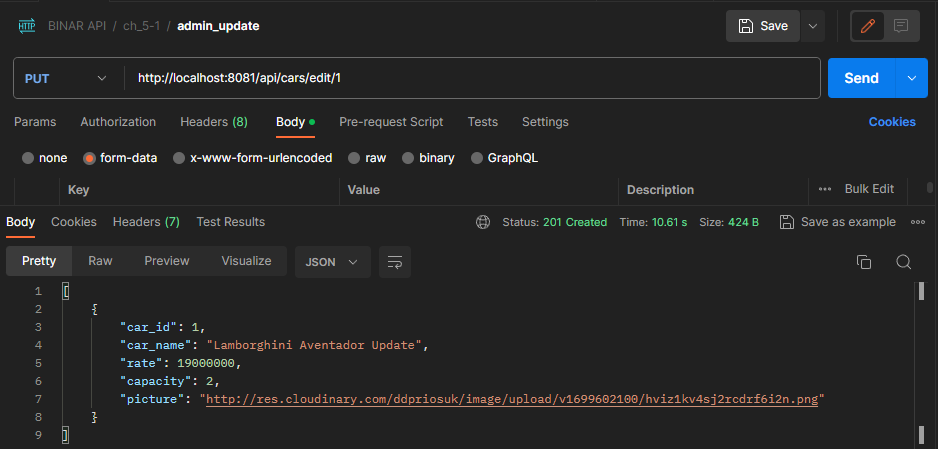 HTTP BINAR API / ch_5-1 / admin_update Save
PUT http://localhost:8081/api/cars/edit/1 Send
Params Authorization Headers (8) Body Pre-request Script Tests Settings Cookies
none form-data x-www-form-urlencoded raw binary GraphQL
Key Value Description ••• Bulk Edit
Body Cookies Headers (7) Test Results Status: 201 Created Time: 10.61 s Size: 424 B Save as example •••
Pretty Raw Preview Visualize JSON
1 [
2 {
3 "car_id": 1,
4 "car_name": "Lamborghini Aventador Update",
5 "rate": 19000000,
6 "capacity": 2,
7 "picture": "http://res.cloudinary.com/ddpriosuk/image/upload/v1699602100/hviz1kv4sj2rcdrf6i2n.png"
8 }
9 ]